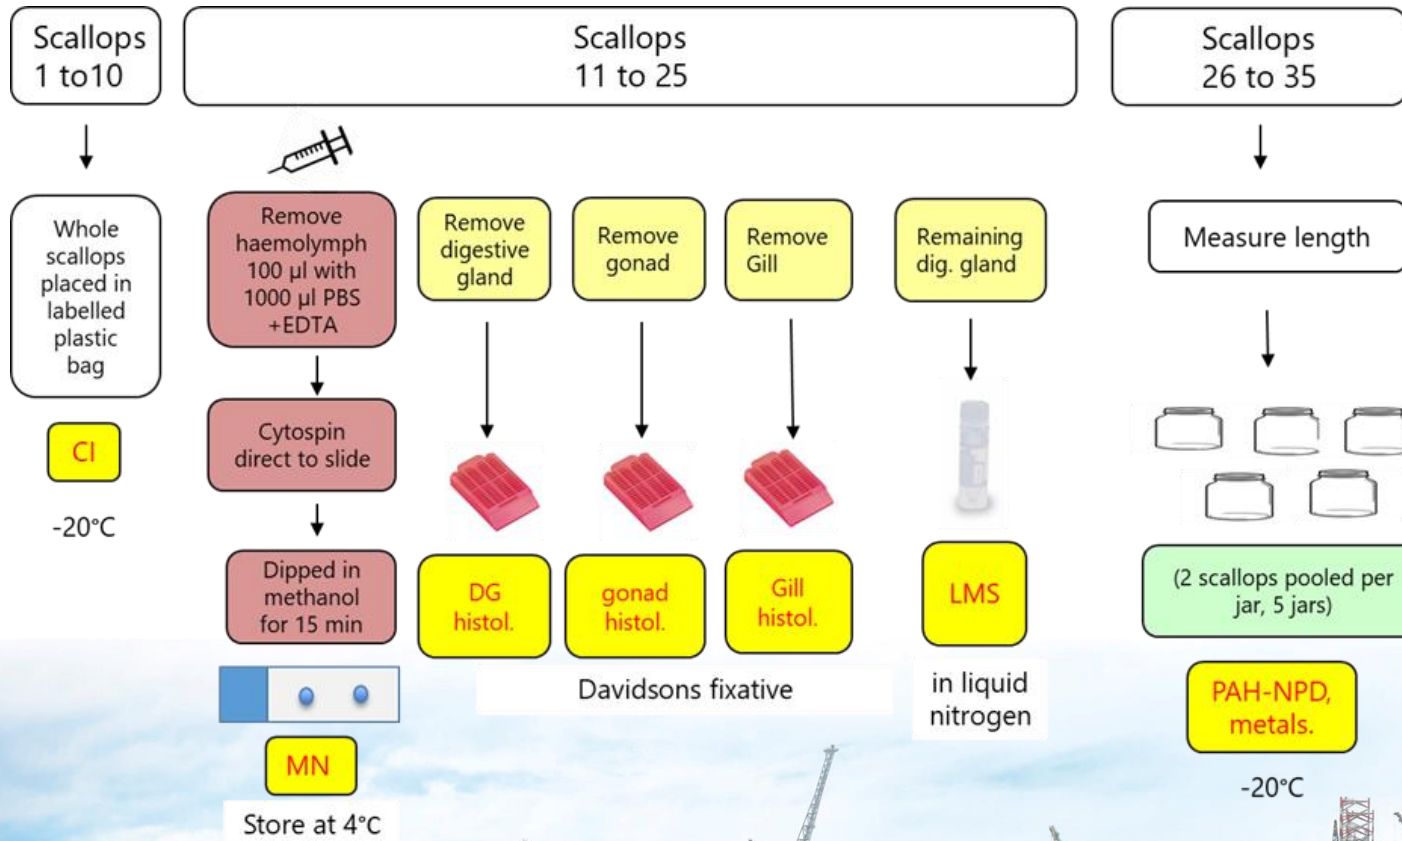 Scallops
1 to10
Scallops
11 to 25
Scallops
26 to 35
Whole
scallops
placed in
labelled
plastic
bag
CI
-20°C
Remove
haemolymph
100 µl with
1000 µl PBS
+EDTA
Cytospin
direct to slide
Dipped in
methanol
for 15 min
MN
Store at 4°C
Remove
digestive
gland
DG
histol.
Remove
gonad
gonad
histol.
Remove
Gill
Gill
histol.
Davidsons fixative
Remaining
dig. gland
LMS
in liquid
nitrogen
Measure length
(2 scallops pooled per
jar, 5 jars)
PAH-NPD,
metals.
-20°C